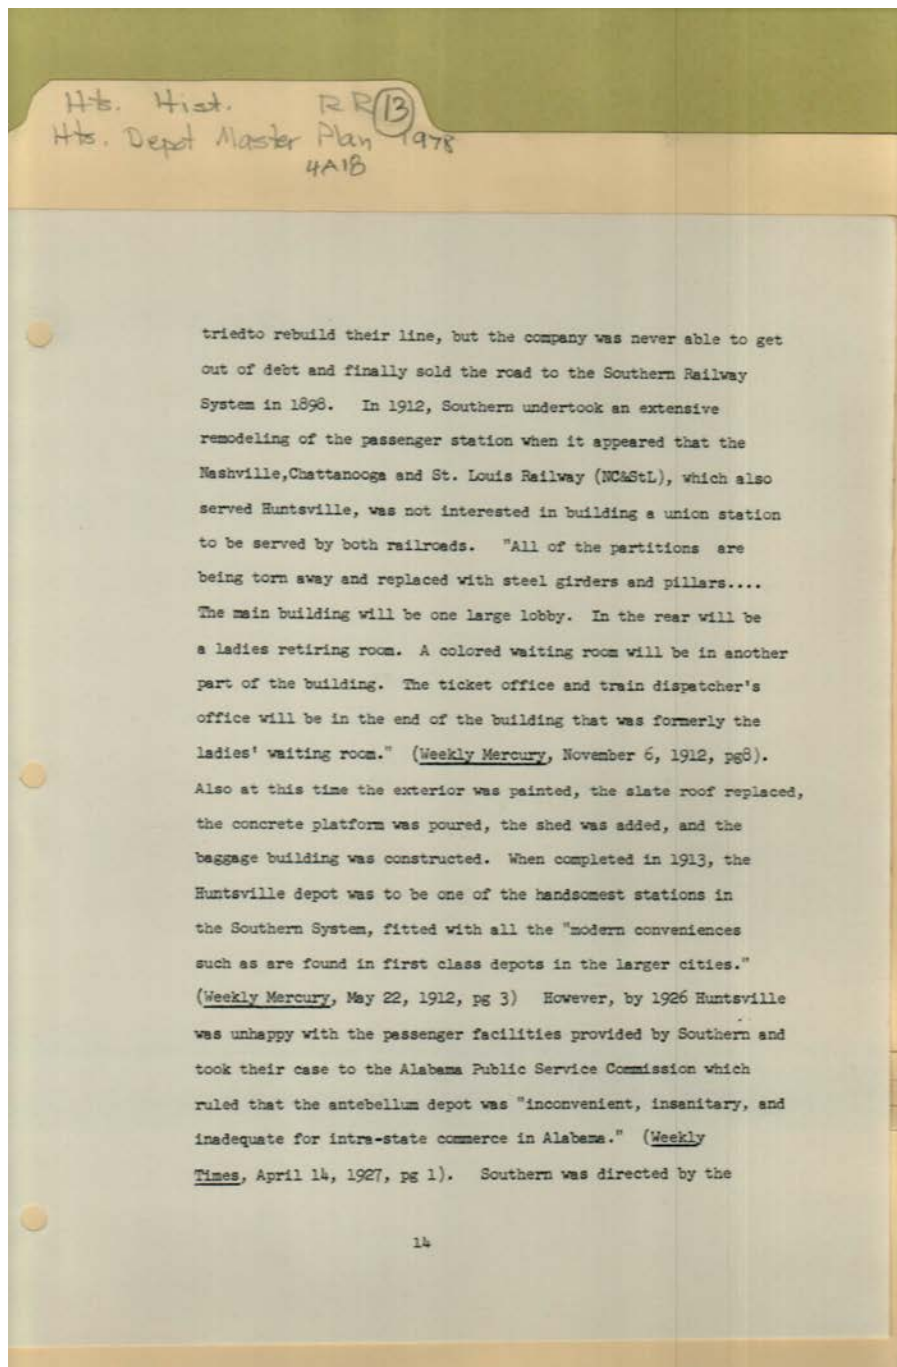 Hts. Hist. RR 13
Hts. Depot Master Plan 1978
4A18
triedto rebuild their line, but the company was never able to get
out of debt and finally sold the road to the Southern Railway
System in 1898. In 1912, Southern undertook an extensive
remodeling of the passenger station when it appeared that the
Nashville,Chattanooga and St. Louis Railway (NC&StL), which also
served Huntsville, was not interested in building a union station
to be served by both railroads. "All of the partitions are
being torn away and replaced with steel girders and pillars....
The main building will be one large lobby. In the rear will be
a ladies retiring room. A colored waiting room will be in another
part of the building. The ticket office and train dispatcher's
office will be in the end of the building that was formerly the
ladies' waiting room." (Weekly Mercury, November 6, 1912, pg8).
Also at this time the exterior was painted, the slate roof replaced,
the concrete platform was poured, the shed was added, and the
baggage building was constructed. When completed in 1913, the
Huntsville depot was to be one of the handsomest stations in
the Southern System, fitted with all the "modern conveniences
such as are found in first class depots in the larger cities."
(Weekly Mercury, May 22, 1912, pg 3) However, by 1926 Huntsville
was unhappy with the passenger facilities provided by Southern and
took their case to the Alabama Public Service Commission which
ruled that the antebellum depot was "inconvenient, insanitary, and
inadequate for intra-state commerce in Alabama." (Weekly
Times, April 14, 1927, pg 1). Southern was directed by the
14